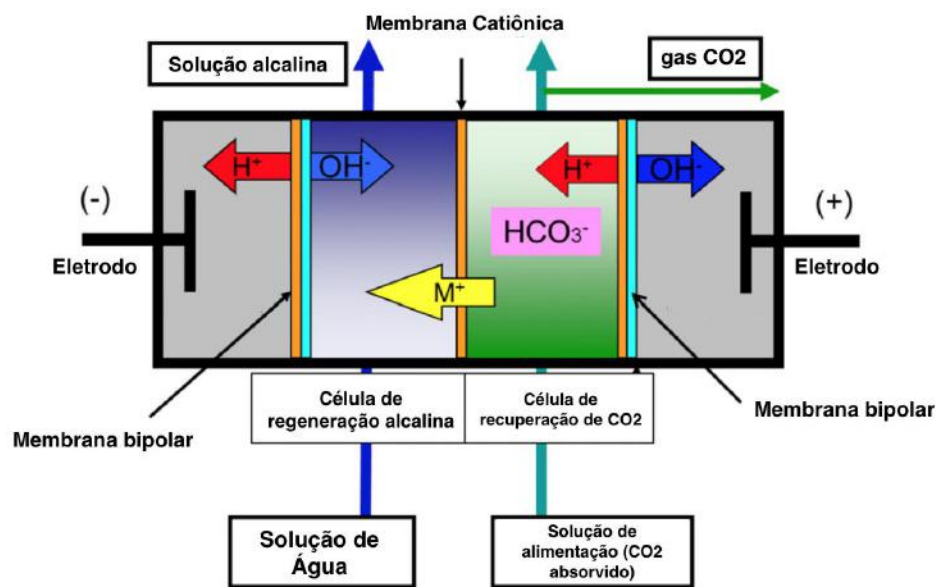 Membrana Catiônica
Solução alcalina
gas CO2
H⁺
OH⁻
H⁺
OH⁻
(-)
(+)
HCO₃⁻
Eletrodo
Eletrodo
M⁺
Célula de
regeneração alcalina
Célula de
recuperação de CO2
Membrana bipolar
Membrana bipolar
Solução de
Água
Solução de
alimentação (CO2
absorvido)